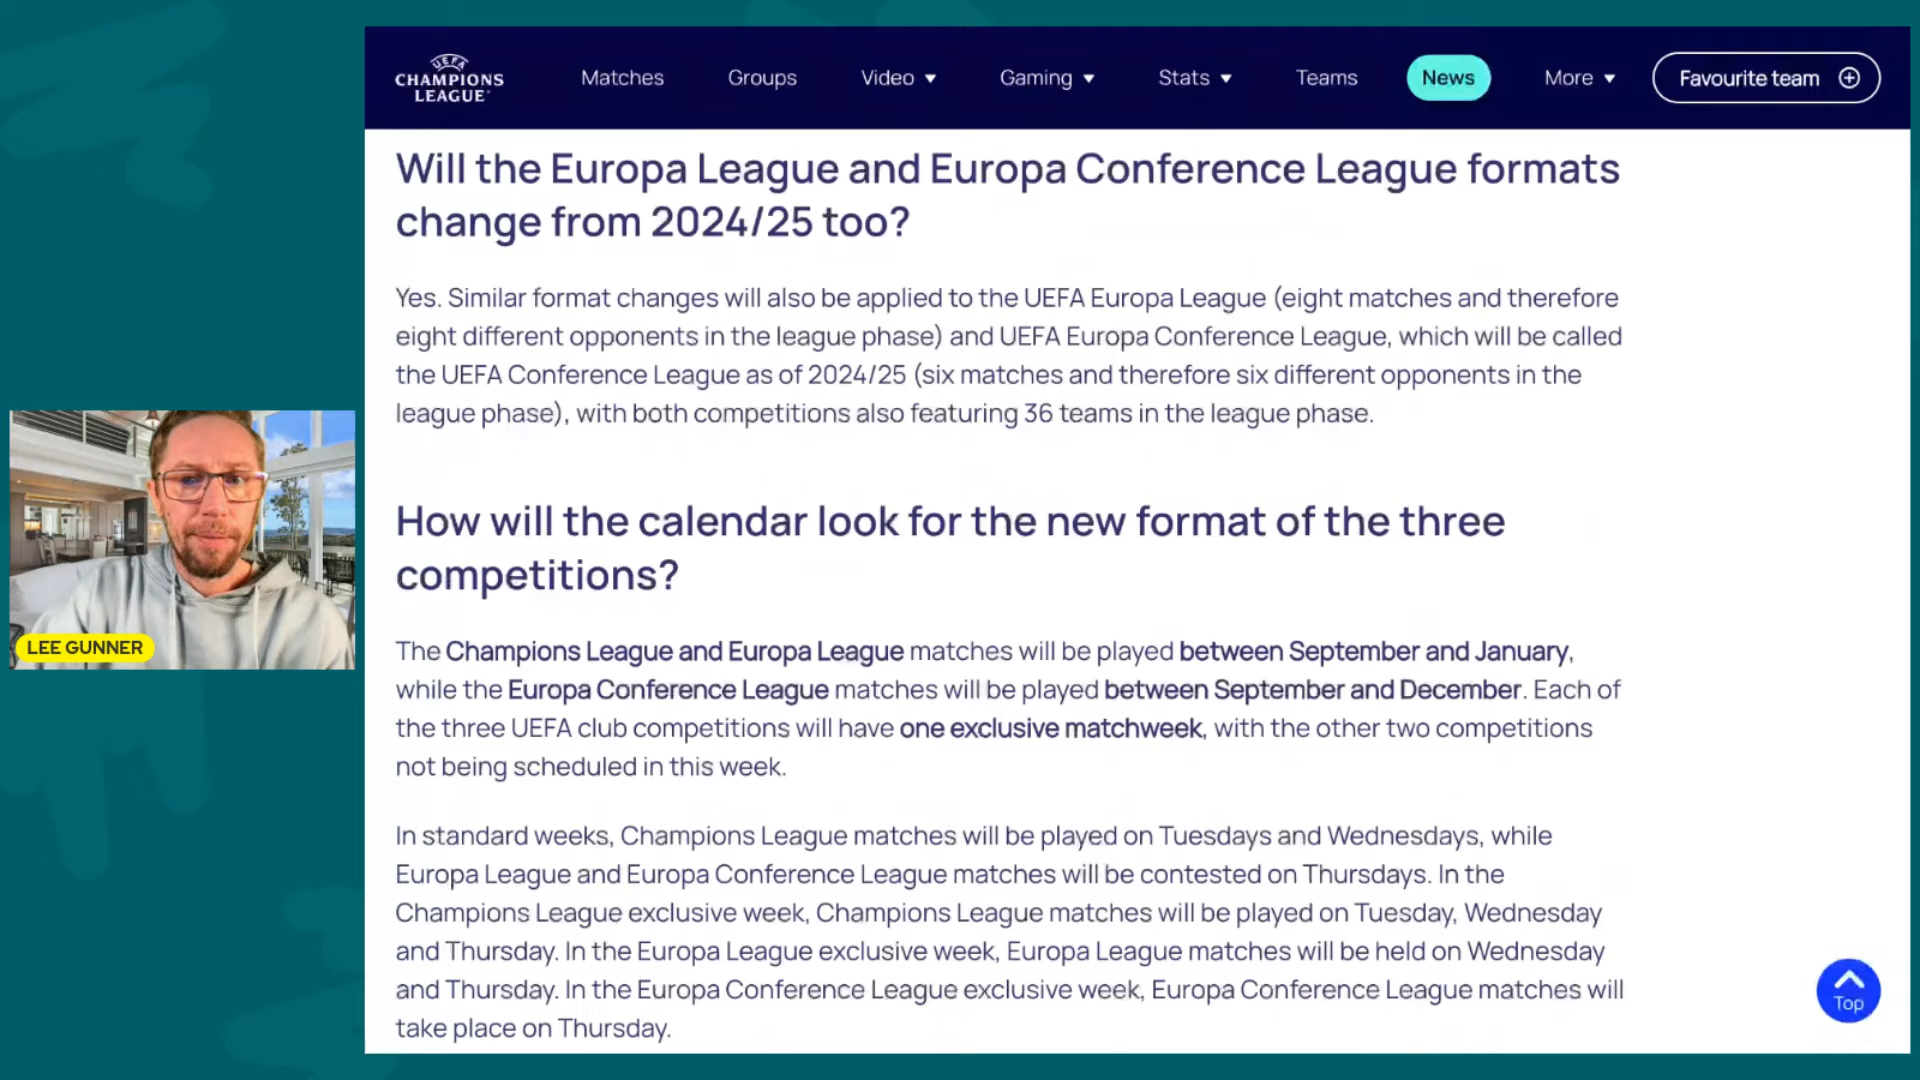 UEFA
CHAMPIONS
LEAGUE
Matches
Groups
Video
Gaming
Stats
Teams
News
More
Favourite team
Will the Europa League and Europa Conference League formats
change from 2024/25 too?
Yes. Similar format changes will also be applied to the UEFA Europa League (eight matches and therefore
eight different opponents in the league phase) and UEFA Europa Conference League, which will be called
the UEFA Conference League as of 2024/25 (six matches and therefore six different opponents in the
league phase), with both competitions also featuring 36 teams in the league phase.
How will the calendar look for the new format of the three
competitions?
The Champions League and Europa League matches will be played between September and January,
while the Europa Conference League matches will be played between September and December. Each of
the three UEFA club competitions will have one exclusive matchweek, with the other two competitions
not being scheduled in this week.
In standard weeks, Champions League matches will be played on Tuesdays and Wednesdays, while
Europa League and Europa Conference League matches will be contested on Thursdays. In the
Champions League exclusive week, Champions League matches will be played on Tuesday, Wednesday
and Thursday. In the Europa League exclusive week, Europa League matches will be held on Wednesday
and Thursday. In the Europa Conference League exclusive week, Europa Conference League matches will
take place on Thursday.
LEE GUNNER
Top